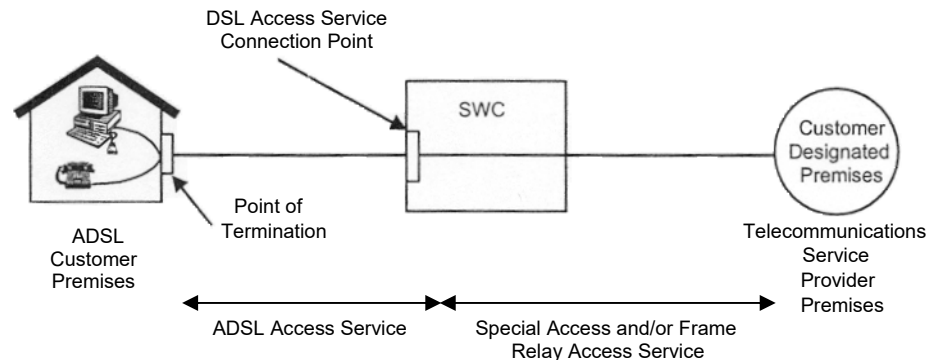 DSL Access Service
Connection Point
SWC
Customer
Designated
Premises
Point of
Termination
ADSL
Customer
Premises
Telecommunications
Service
Provider
Premises
ADSL Access Service
Special Access and/or Frame
Relay Access Service